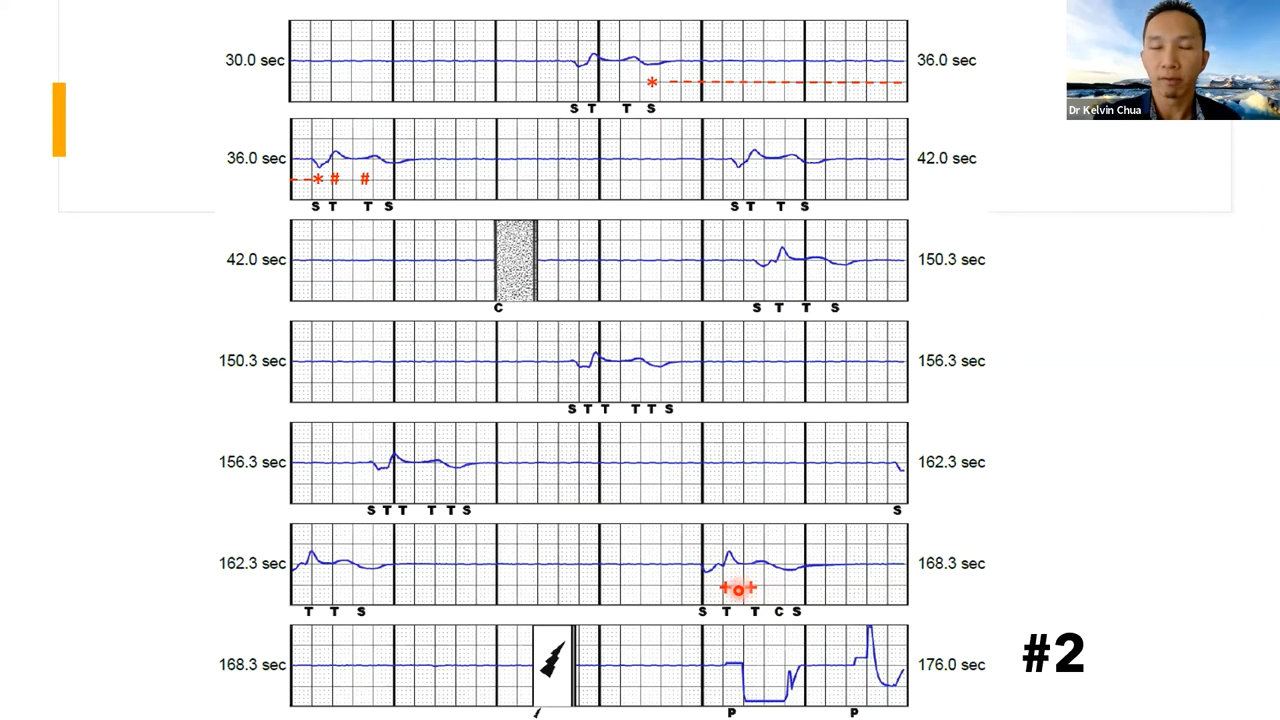 30.0 sec 36.0 sec
Dr Kelvin Chua
* - - - - - - - - - - - - - - - - - - - - -
S T T S
36.0 sec 42.0 sec
- - * # #
S T T S S T T S
42.0 sec 150.3 sec
C S T T S
150.3 sec 156.3 sec
S T T T T S
156.3 sec 162.3 sec
S T T T T S S
162.3 sec 168.3 sec
+ +
T T S S T T C S
168.3 sec 176.0 sec
#2
P P